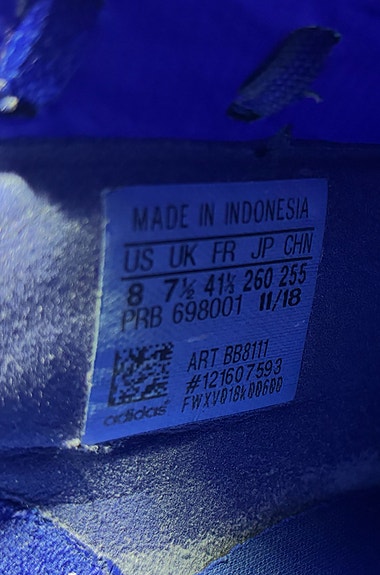 MADE IN INDONESIA
US UK FR JP CHN
8 7½ 41⅓ 260 255
PRB 698001 11/18
ART BB8111
#121607593
FWXV018K00600
adidas